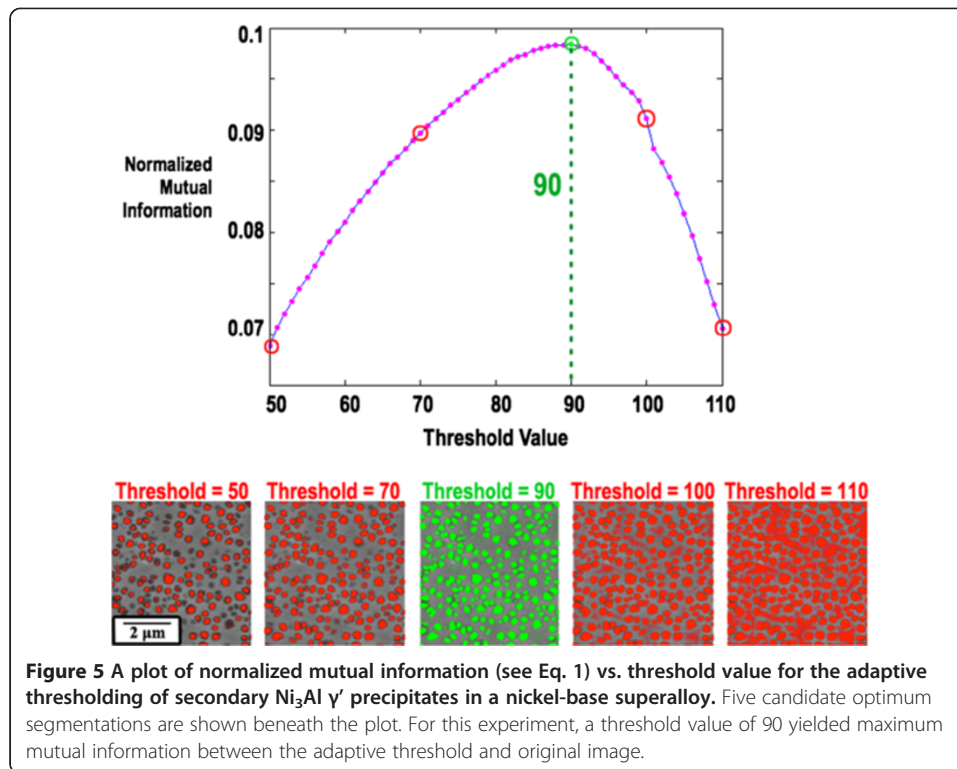 0.1
0.09
Normalized
Mutual
Information
90
0.08
0.07
50 60 70 80 90 100 110
Threshold Value
Threshold = 50 Threshold = 70 Threshold = 90 Threshold = 100 Threshold = 110
2 μm
Figure 5 A plot of normalized mutual information (see Eq. 1) vs. threshold value for the adaptive
thresholding of secondary Ni₃Al γ’ precipitates in a nickel-base superalloy. Five candidate optimum
segmentations are shown beneath the plot. For this experiment, a threshold value of 90 yielded maximum
mutual information between the adaptive threshold and original image.